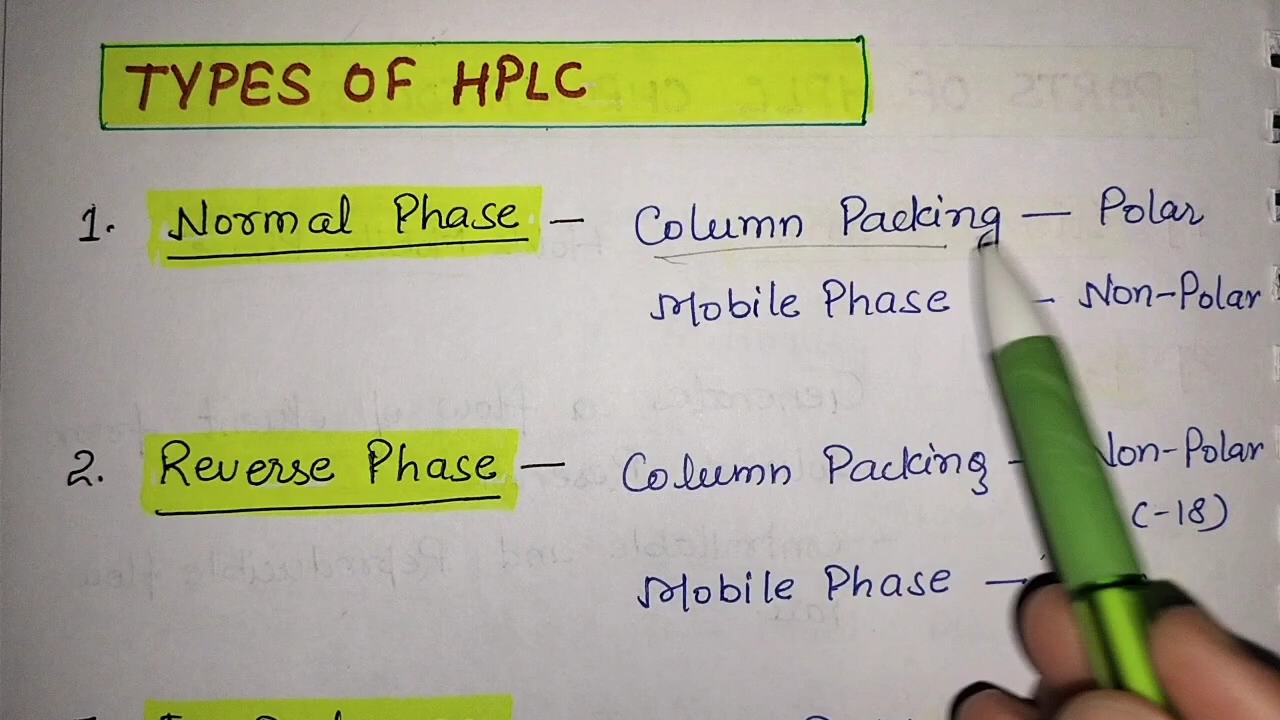 TYPES OF HPLC
1. Normal Phase — Column Packing — Polar
Mobile Phase — Non-Polar
2. Reverse Phase — Column Packing - Non-Polar
(-18)
Mobile Phase —